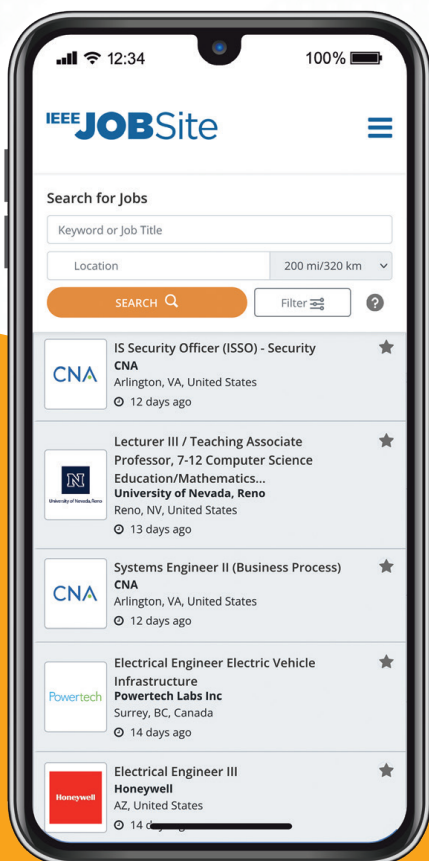 12:34 100%
IEEE JOBSite
Search for Jobs
Keyword or Job Title
Location 200 mi/320 km
SEARCH Filter ?
IS Security Officer (ISSO) - Security
CNA
CNA
Arlington, VA, United States
12 days ago
Lecturer III / Teaching Associate
Professor, 7-12 Computer Science
Education/Mathematics...
N
University of Nevada, Reno
University of Nevada, Reno
Reno, NV, United States
13 days ago
Systems Engineer II (Business Process)
CNA
CNA
Arlington, VA, United States
12 days ago
Electrical Engineer Electric Vehicle
Infrastructure
Powertech
Powertech Labs Inc
Surrey, BC, Canada
14 days ago
Electrical Engineer III
Honeywell
Honeywell
AZ, United States
14